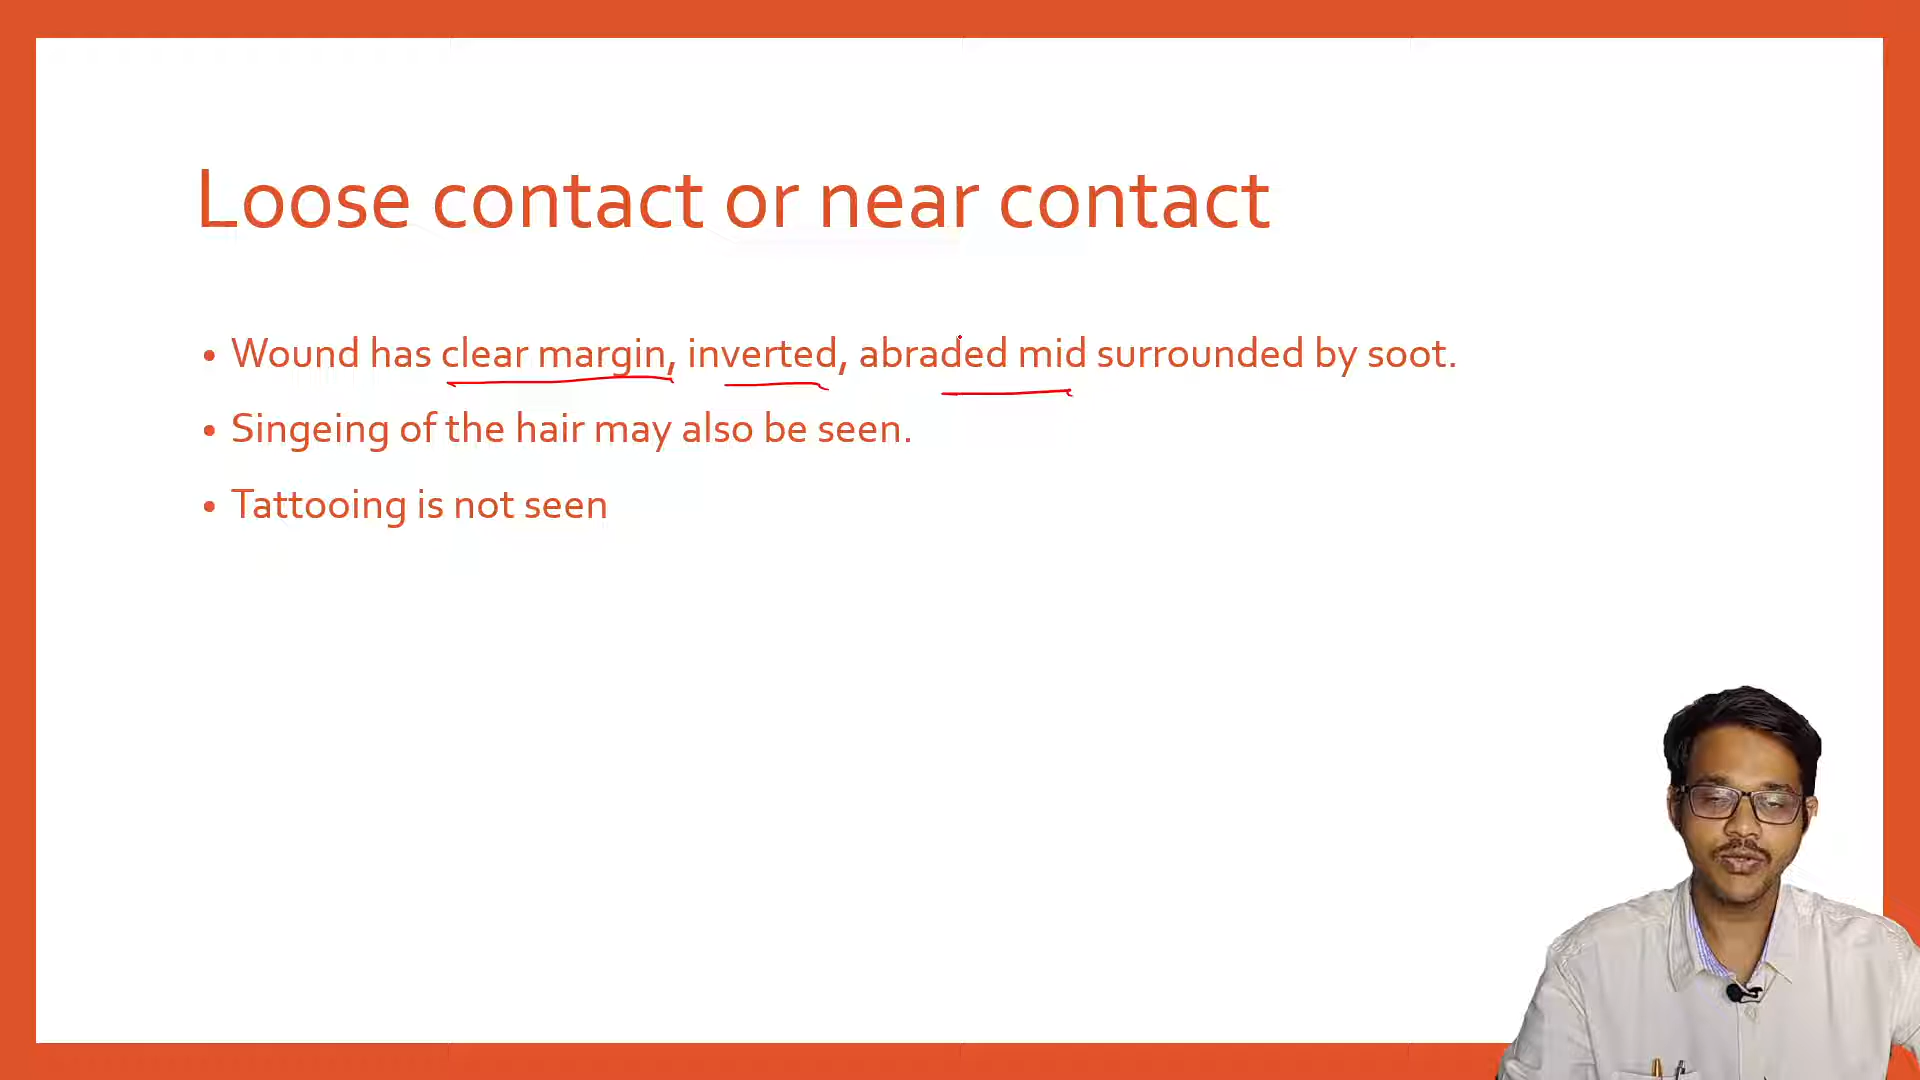 Loose contact or near contact
• Wound has clear margin, inverted, abraded mid surrounded by soot.
• Singeing of the hair may also be seen.
• Tattooing is not seen